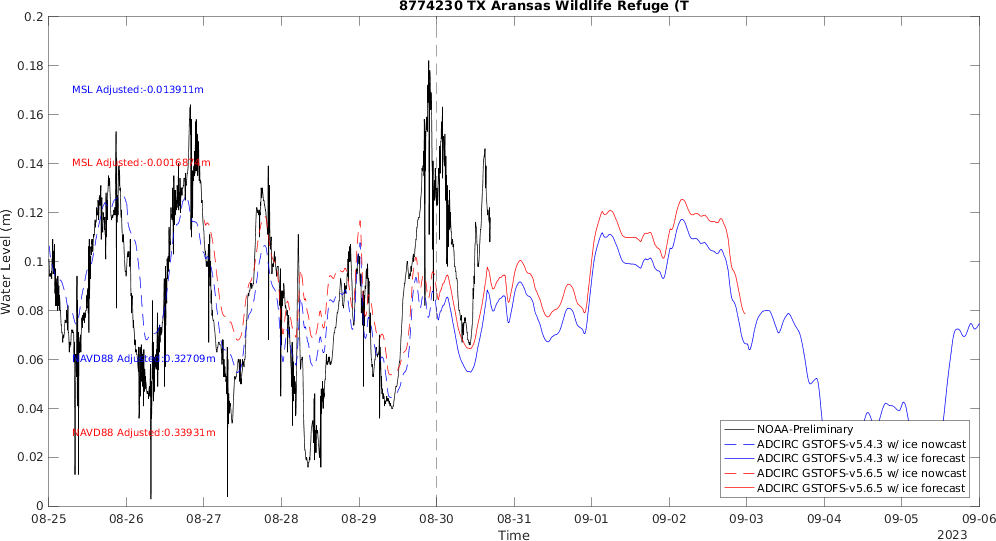 8774230 TX Aransas Wildlife Refuge (T
0.2
0.18
MSL Adjusted:-0.013911m
0.16
MSL Adjusted:
0.14
0.12
0.1
0.08
0.06
NAVD88 Adjusted:0.32709m
0.04
NAVD88 Adjusted:0.33931m
0.02
0
Water Level (m)
NOAA-Preliminary
ADCIRC GSTOFS-v5.4.3 w/ ice nowcast
ADCIRC GSTOFS-v5.4.3 w/ ice forecast
ADCIRC GSTOFS-v5.6.5 w/ ice nowcast
ADCIRC GSTOFS-v5.6.5 w/ ice forecast
08-25 08-26 08-27 08-28 08-29 08-30 08-31 09-01 09-02 09-03 09-04 09-05 09-06
Time
2023